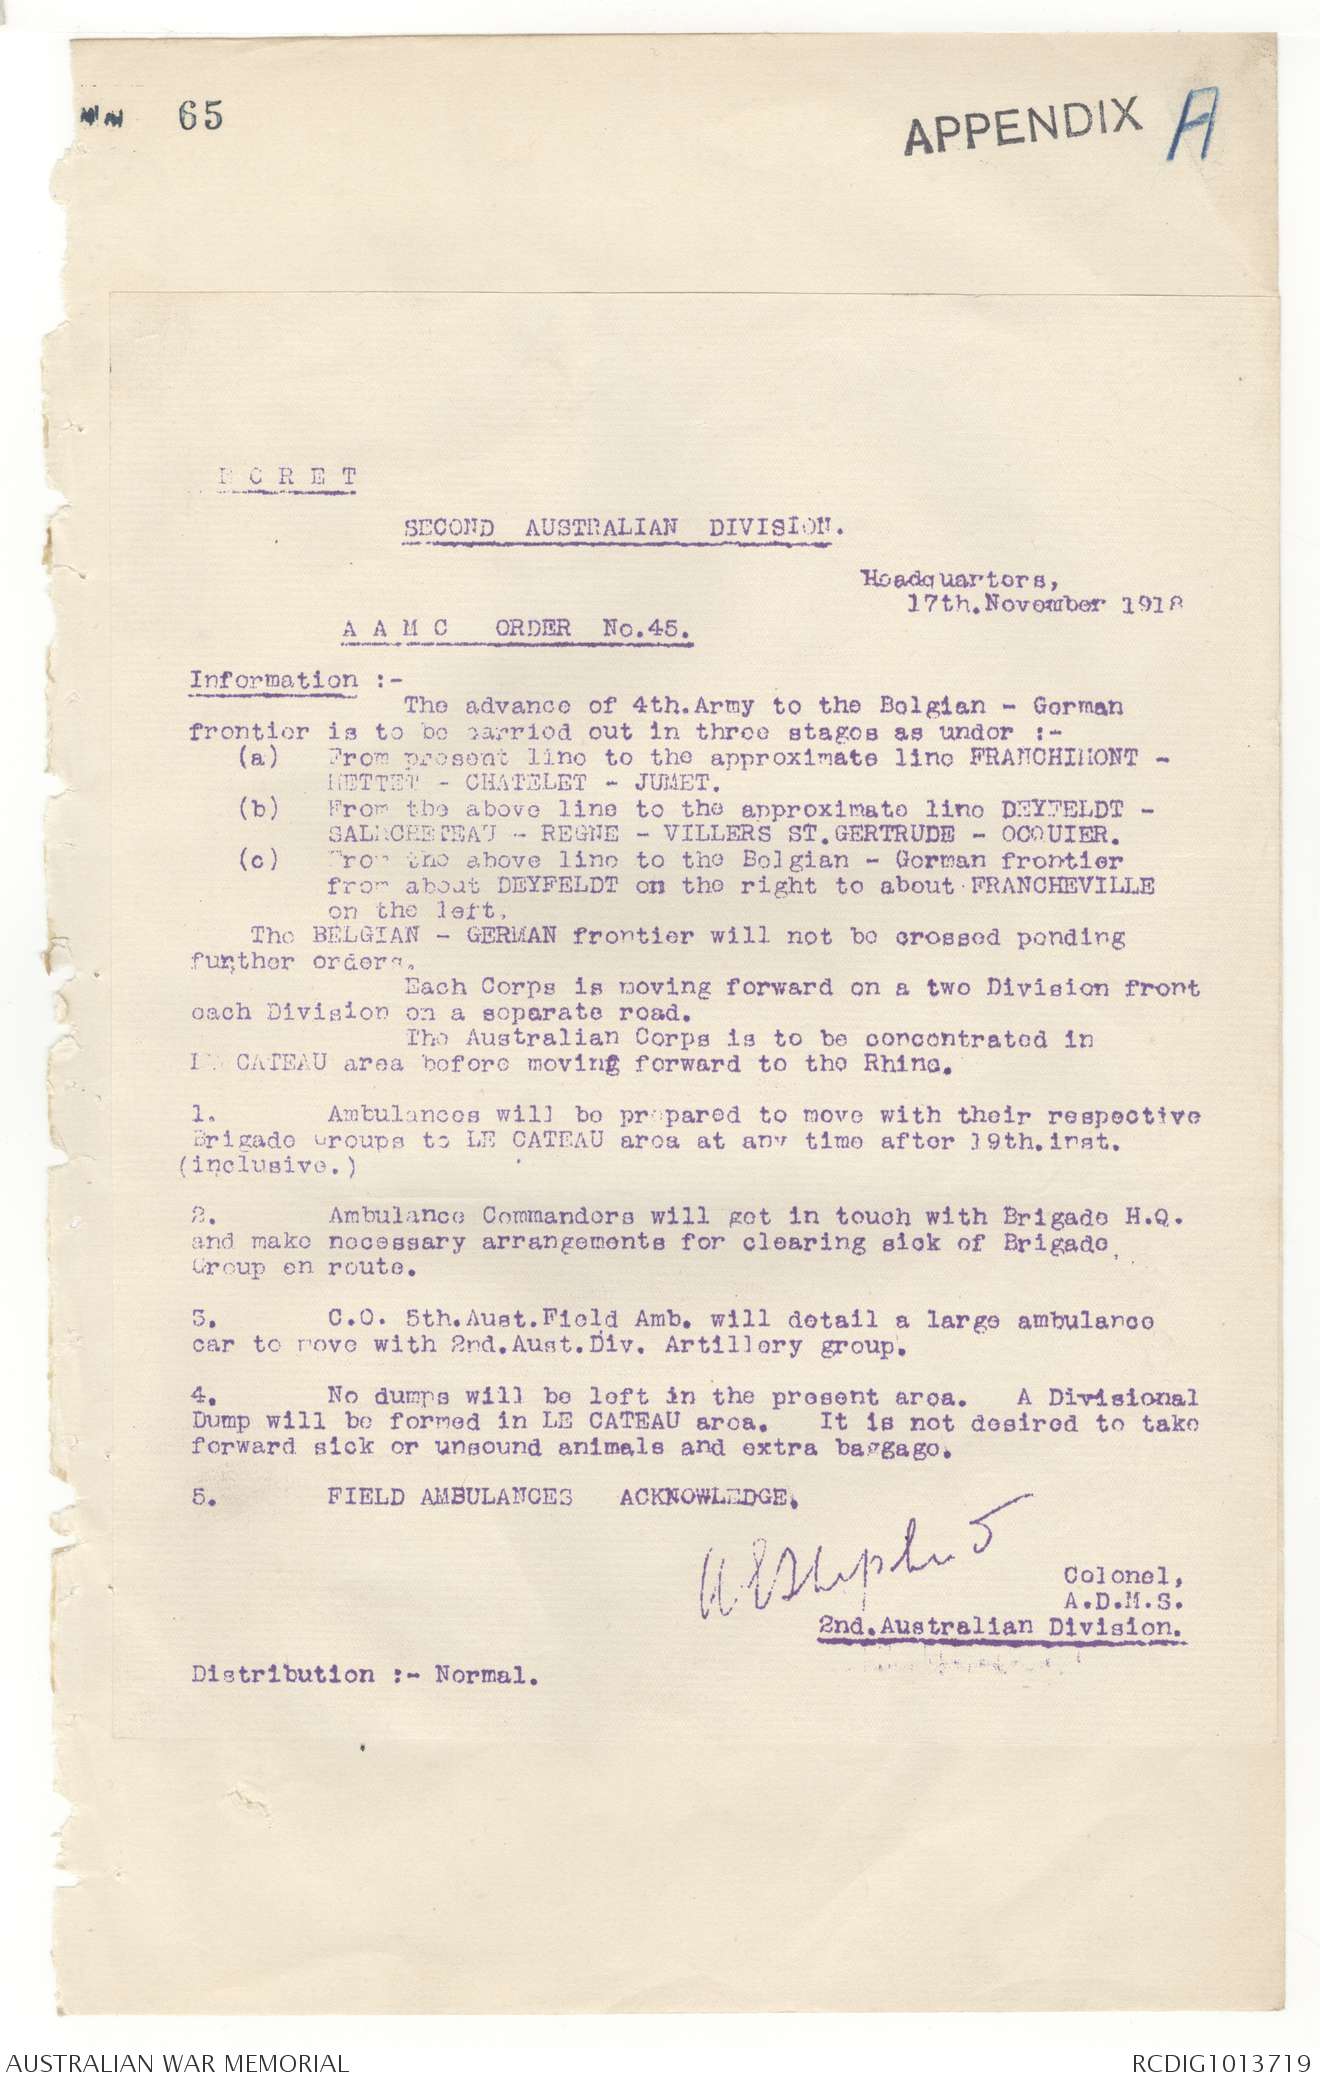 65
APPENDIX A
E C R E T
SECOND AUSTRALIAN DIVISION.
Headquarters,
17th.November 1918
A A M C ORDER No.45.
Information :-
The advance of 4th.Army to the Belgian - German
frontier is to be carried out in three stages as under :-
(a) From present line to the approximate line FRANCHIMONT -
METTET - CHATELET - JUMET.
(b) From the above line to the approximate line DEYFELDT -
SALMCHETEAU - REGNE - VILLERS ST.GERTRUDE - OCQUIER.
(c) From the above line to the Belgian - German frontier
from about DEYFELDT on the right to about FRANCHEVILLE
on the left.
The BELGIAN - GERMAN frontier will not be crossed pending
further orders.
Each Corps is moving forward on a two Division front
each Division on a separate road.
The Australian Corps is to be concentrated in
LE CATEAU area before moving forward to the Rhine.
1. Ambulances will be prepared to move with their respective
Brigade Groups to LE CATEAU area at any time after 19th.inst.
(inclusive.)
2. Ambulance Commanders will get in touch with Brigade H.Q.
and make necessary arrangements for clearing sick of Brigade
Group en route.
3. C.O. 5th.Aust.Field Amb. will detail a large ambulance
car to move with 2nd.Aust.Div. Artillery group.
4. No dumps will be left in the present area. A Divisional
Dump will be formed in LE CATEAU area. It is not desired to take
forward sick or unsound animals and extra baggage.
5. FIELD AMBULANCES ACKNOWLEDGE.
Colonel,
A.D.M.S.
2nd.Australian Division.
Distribution :- Normal.
AUSTRALIAN WAR MEMORIAL
RCDIG1013719